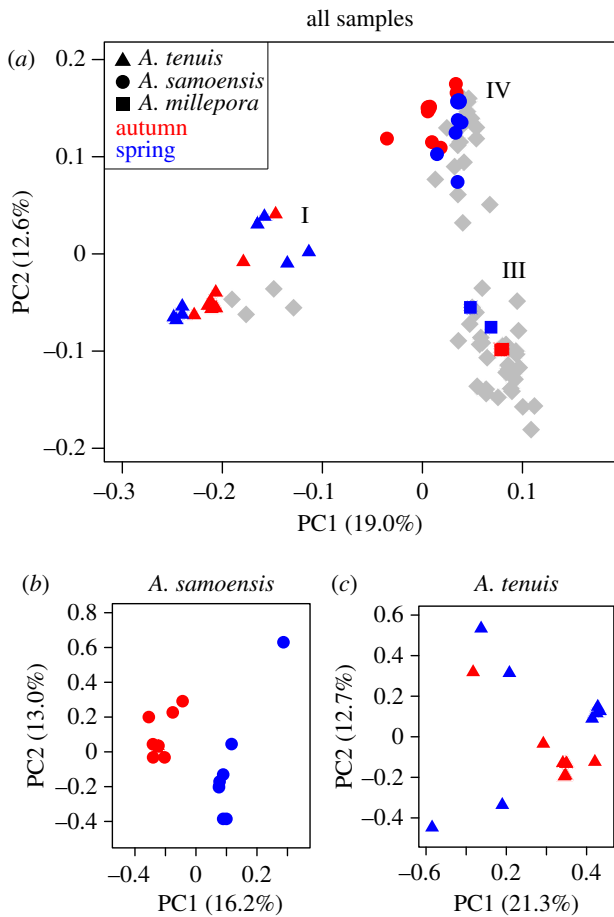 all samples
(a)
A. tenuis
A. samoensis
A. millepora
autumn
spring
I
IV
III
0.2
0.1
0
−0.1
−0.2
PC2 (12.6%)
−0.3 −0.2 −0.1 0 0.1
PC1 (19.0%)
(b) A. samoensis
0.8
0.6
0.4
0.2
0
−0.2
−0.4
PC2 (13.0%)
−0.4 0 0.2
PC1 (16.2%)
(c) A. tenuis
0.6
0.4
0.2
0
−0.2
−0.4
PC2 (12.7%)
−0.6 −0.2 0.2 0.4
PC1 (21.3%)